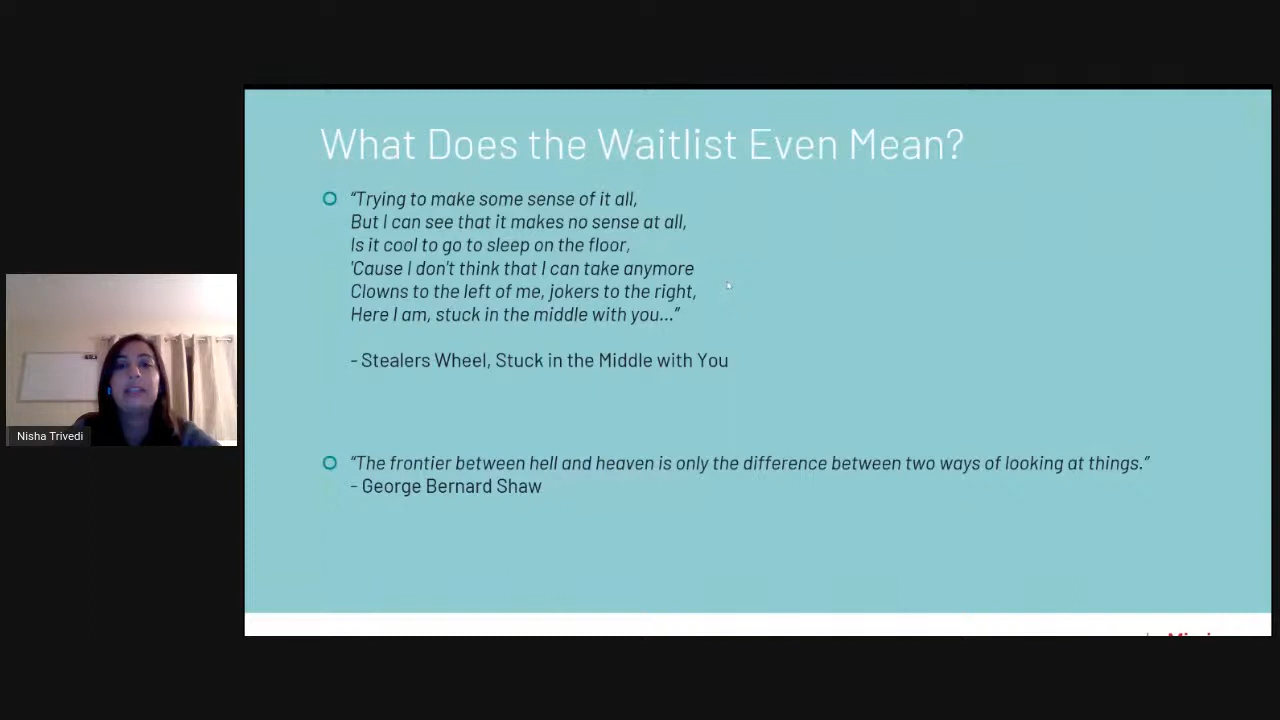 What Does the Waitlist Even Mean?
“Trying to make some sense of it all,
But I can see that it makes no sense at all,
Is it cool to go to sleep on the floor,
'Cause I don't think that I can take anymore
Clowns to the left of me, jokers to the right,
Here I am, stuck in the middle with you...”
- Stealers Wheel, Stuck in the Middle with You
“The frontier between hell and heaven is only the difference between two ways of looking at things.”
- George Bernard Shaw
Nisha Trivedi